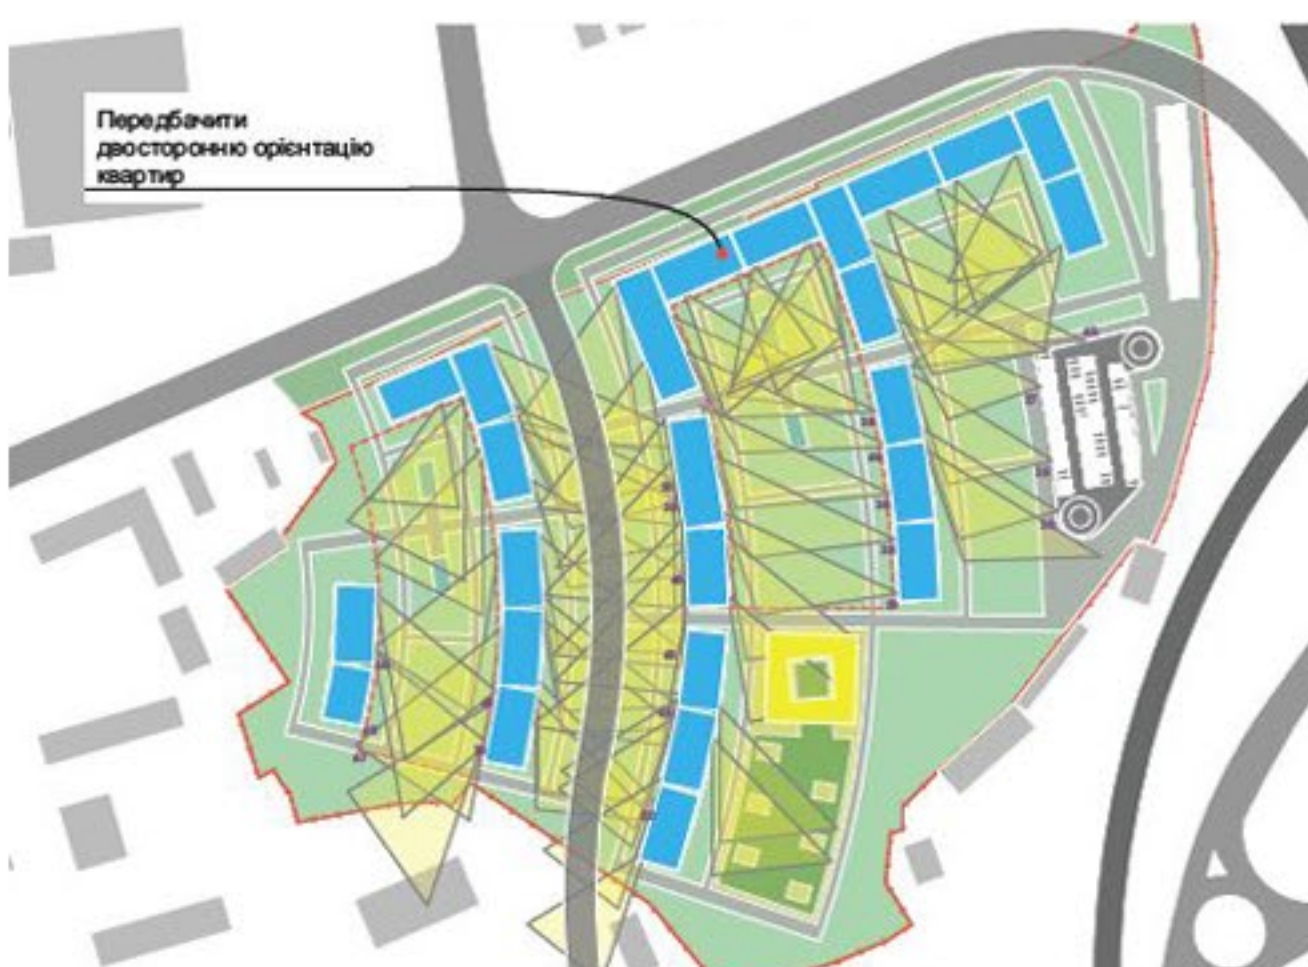 Передбачити
двосторонню орієнтацію
квартир